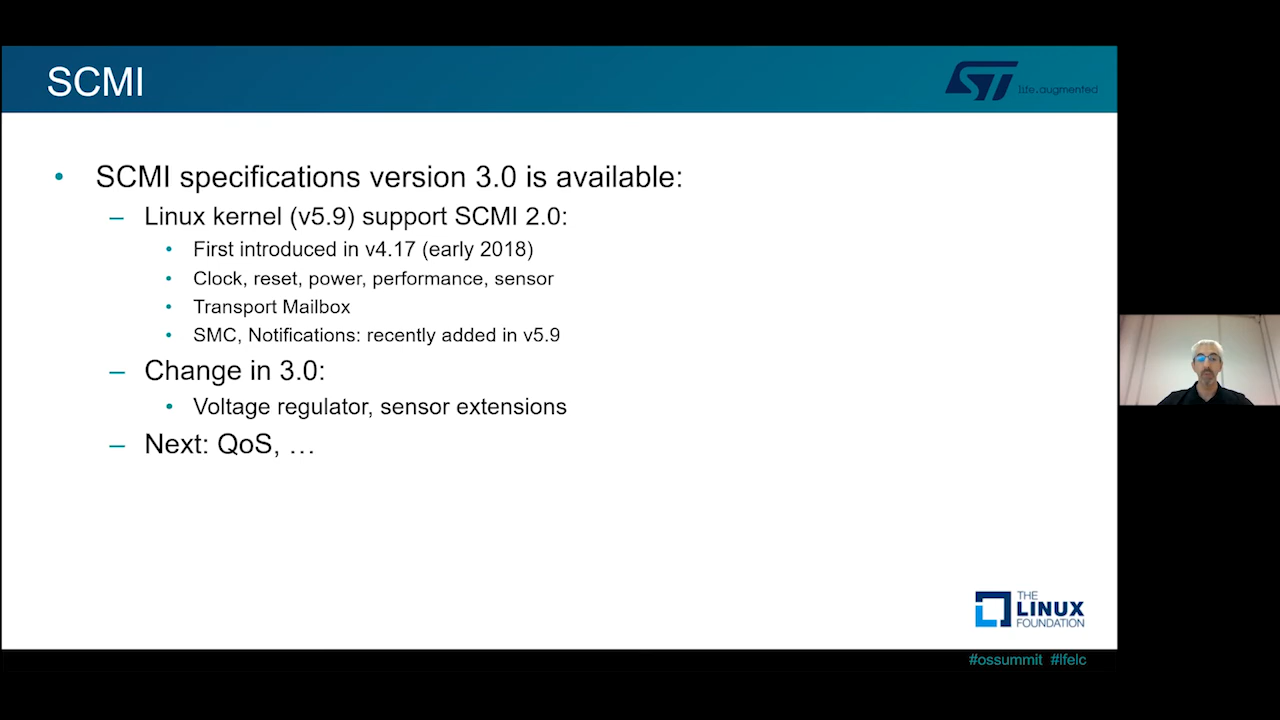 SCMI
ST life.augmented
• SCMI specifications version 3.0 is available:
– Linux kernel (v5.9) support SCMI 2.0:
• First introduced in v4.17 (early 2018)
• Clock, reset, power, performance, sensor
• Transport Mailbox
• SMC, Notifications: recently added in v5.9
– Change in 3.0:
• Voltage regulator, sensor extensions
– Next: QoS, …
THE
LINUX
FOUNDATION
#ossummit #lfelc